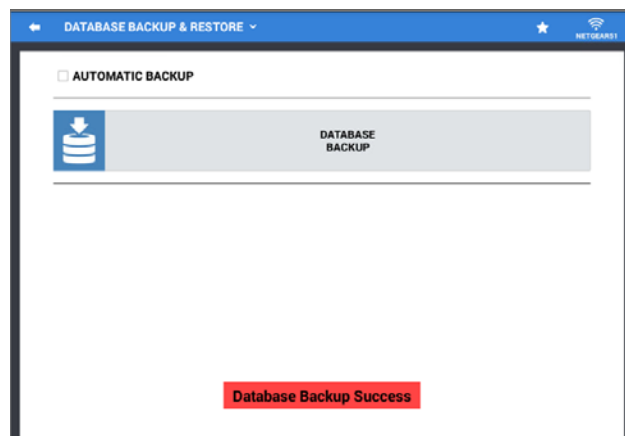 DATABASE BACKUP & RESTORE
NETGEAR51
AUTOMATIC BACKUP
DATABASE
BACKUP
Database Backup Success